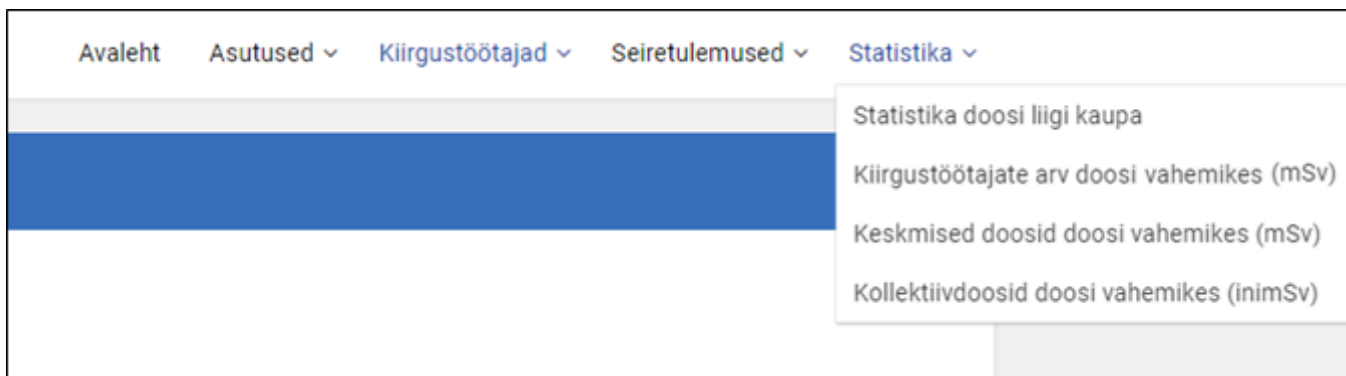 Avaleht Asutused Kiirgustöötajad Seiretulemused Statistika
Statistika doosi liigi kaupa
Kiirgustöötajate arv doosi vahemikes (mSv)
Keskmised doosid doosi vahemikes (mSv)
Kollektiivdoosid doosi vahemikes (inimSv)